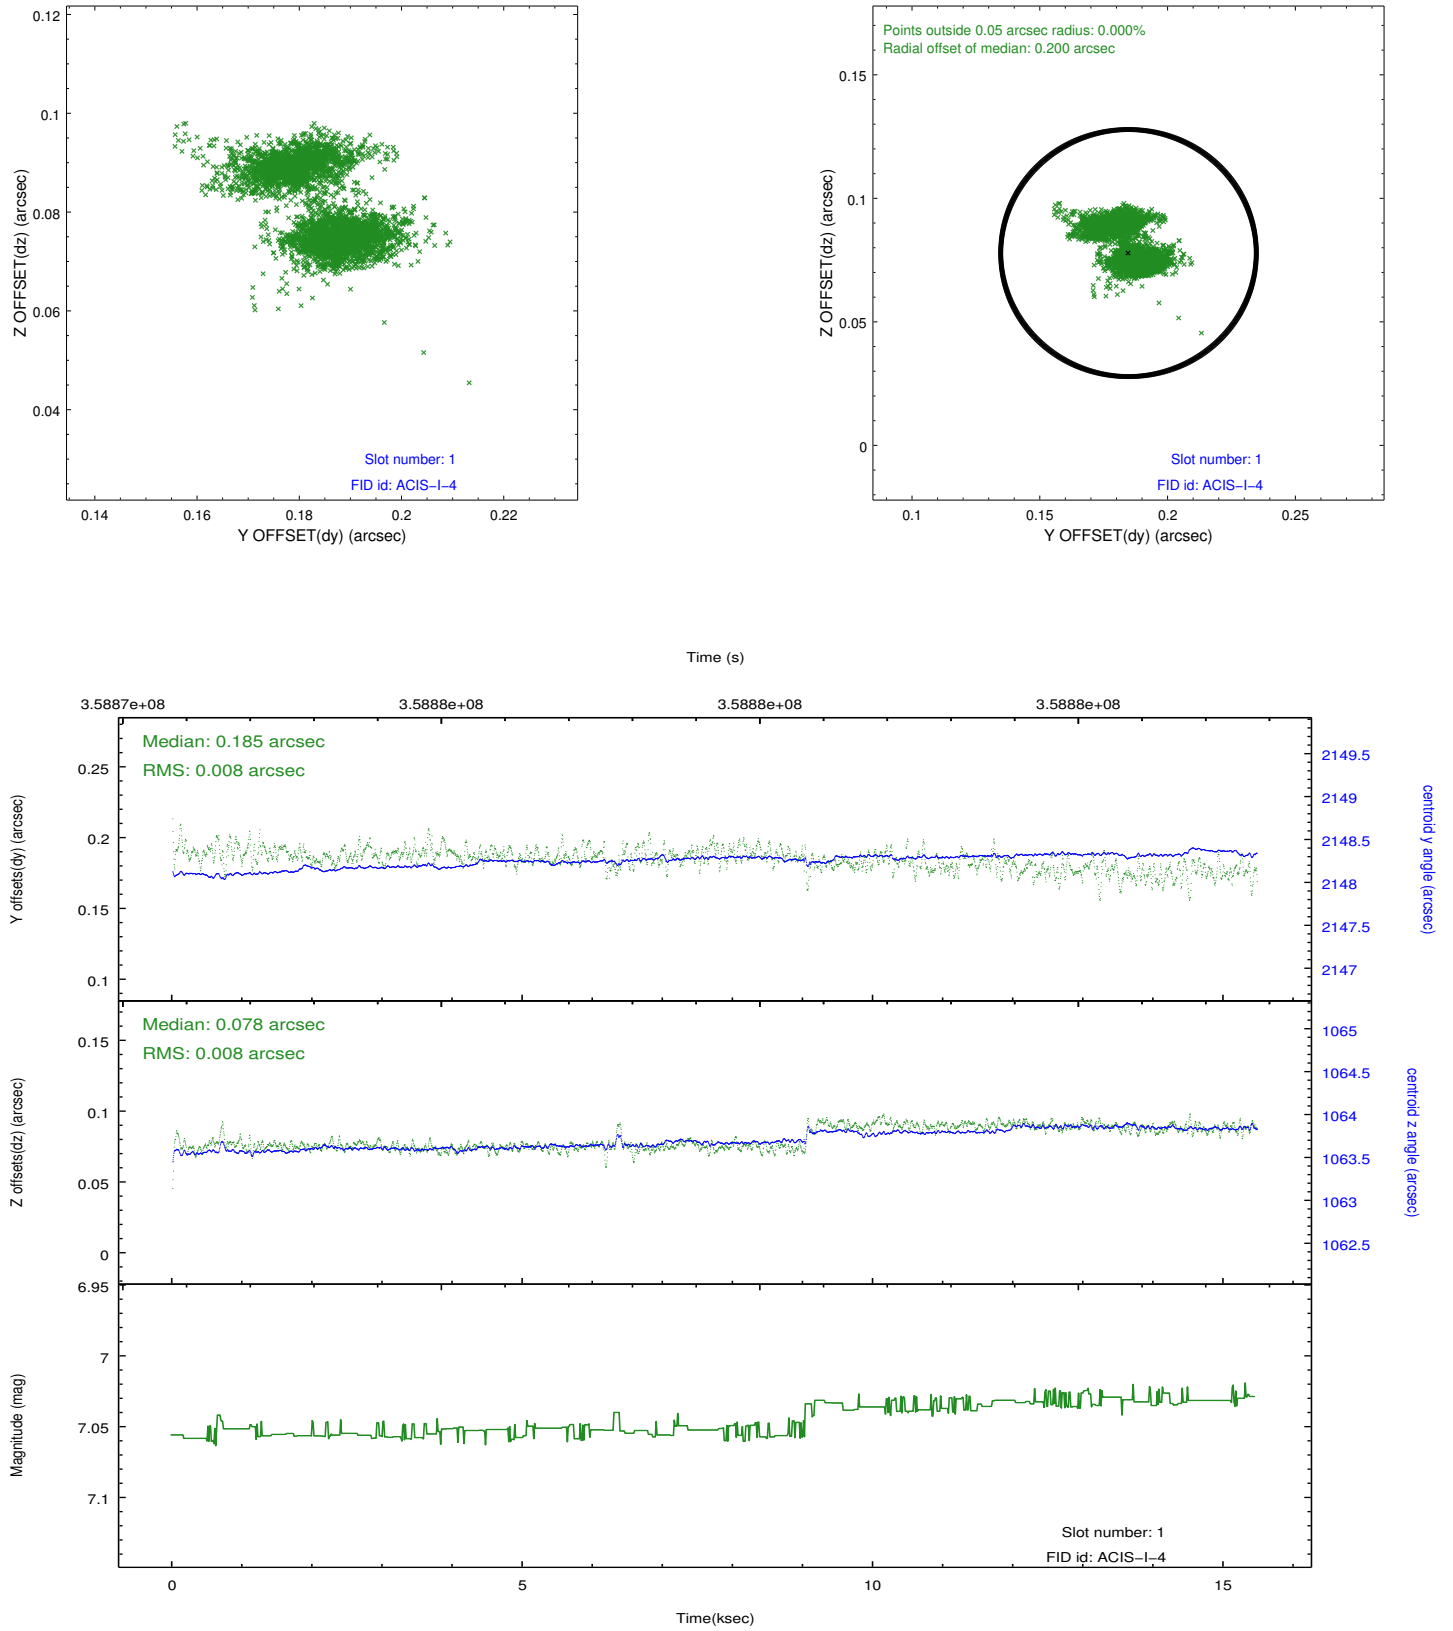 0.12
0.1
0.08
0.06
0.04
Z OFFSET(dz) (arcsec)
Slot number: 1
FID id: ACIS−I−4
0.14 0.16 0.18 0.2 0.22
Y OFFSET(dy) (arcsec)
Points outside 0.05 arcsec radius: 0.000%
Radial offset of median: 0.200 arcsec
0.15
0.1
0.05
0
Z OFFSET(dz) (arcsec)
Slot number: 1
FID id: ACIS−I−4
0.1 0.15 0.2 0.25
Y OFFSET(dy) (arcsec)
Time (s)
3.5887e+08 3.5888e+08 3.5888e+08 3.5888e+08
Median: 0.185 arcsec
RMS: 0.008 arcsec
0.25
0.2
0.15
0.1
Y offsets(dy) (arcsec)
2149.5
2149
2148.5
2148
2147.5
2147
centroid y angle (arcsec)
Median: 0.078 arcsec
RMS: 0.008 arcsec
0.15
0.1
0.05
0
Z offsets(dz) (arcsec)
1065
1064.5
1064
1063.5
1063
1062.5
centroid z angle (arcsec)
6.95
7
7.05
7.1
Magnitude (mag)
Slot number: 1
FID id: ACIS−I−4
0 5 10 15
Time(ksec)